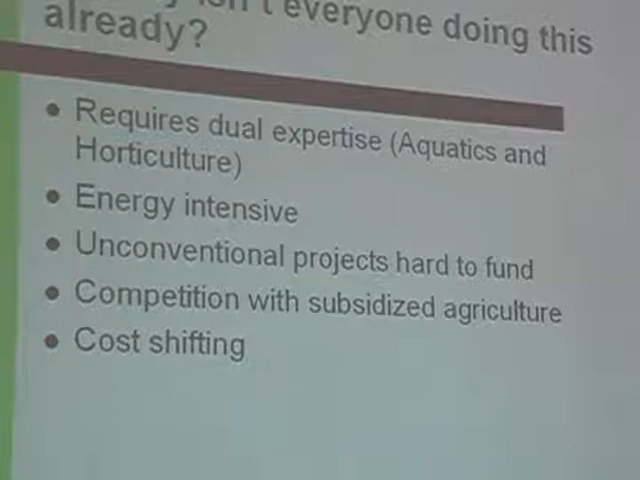 isn't everyone doing this
already?
• Requires dual expertise (Aquatics and
Horticulture)
• Energy intensive
• Unconventional projects hard to fund
• Competition with subsidized agriculture
• Cost shifting